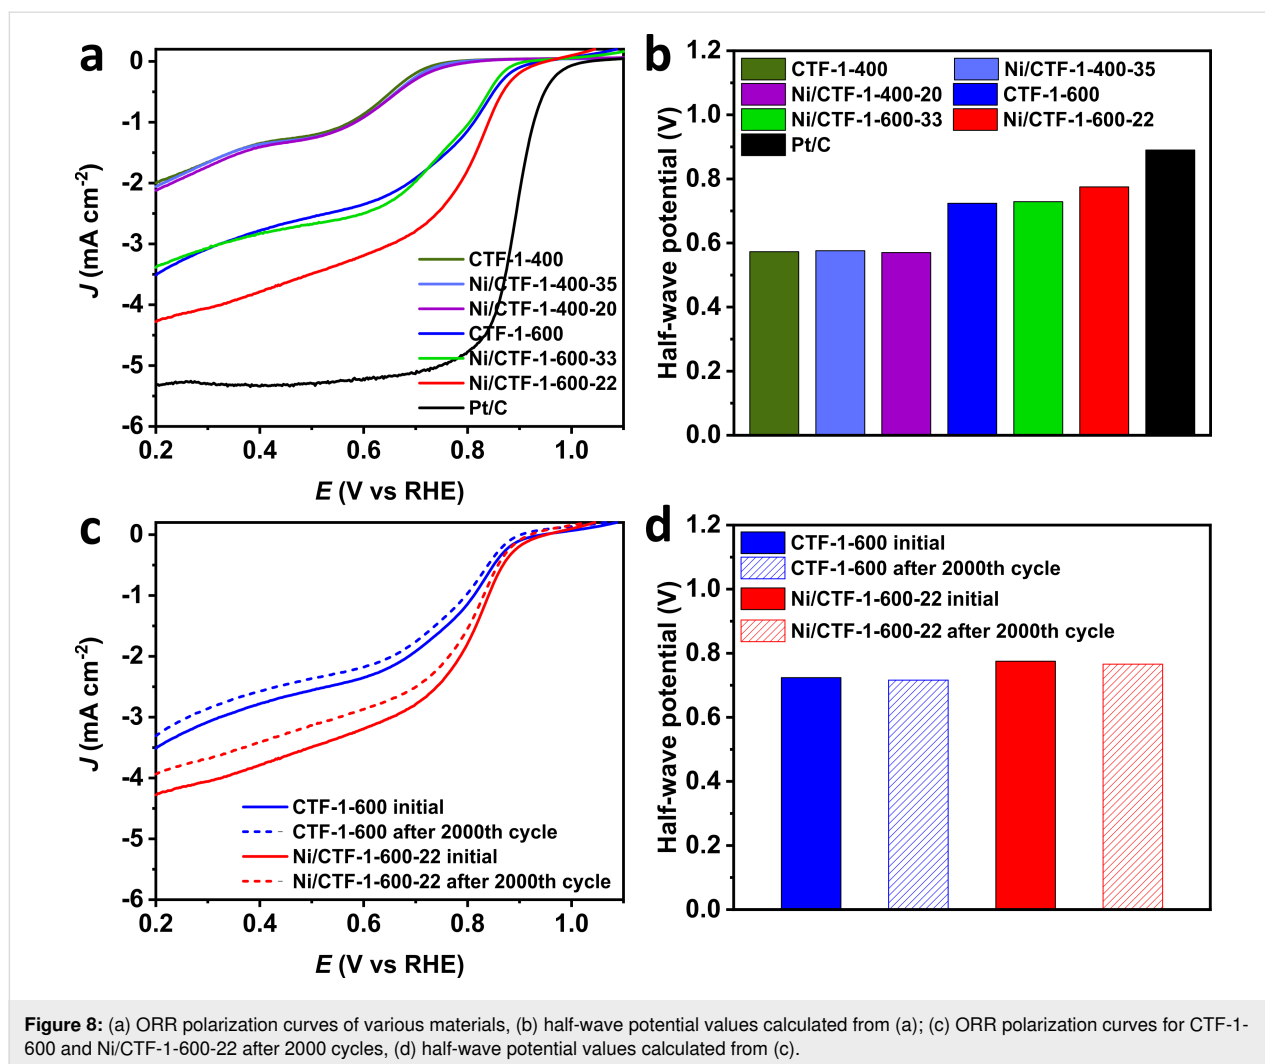 a
0
-1
-2
-3
-4
-5
-6
J (mA cm-2)
CTF-1-400
Ni/CTF-1-400-35
Ni/CTF-1-400-20
CTF-1-600
Ni/CTF-1-600-33
Ni/CTF-1-600-22
Pt/C
0.2 0.4 0.6 0.8 1.0
E (V vs RHE)
b
1.2
1.0
0.8
0.6
0.4
0.2
0.0
Half-wave potential (V)
CTF-1-400 Ni/CTF-1-400-35
Ni/CTF-1-400-20 CTF-1-600
Ni/CTF-1-600-33 Ni/CTF-1-600-22
Pt/C
c
0
-1
-2
-3
-4
-5
-6
J (mA cm-2)
CTF-1-600 initial
CTF-1-600 after 2000th cycle
Ni/CTF-1-600-22 initial
Ni/CTF-1-600-22 after 2000th cycle
0.2 0.4 0.6 0.8 1.0
E (V vs RHE)
d
1.2
1.0
0.8
0.6
0.4
0.2
0.0
Half-wave potential (V)
CTF-1-600 initial
CTF-1-600 after 2000th cycle
Ni/CTF-1-600-22 initial
Ni/CTF-1-600-22 after 2000th cycle
Figure 8: (a) ORR polarization curves of various materials, (b) half-wave potential values calculated from (a); (c) ORR polarization curves for CTF-1-
600 and Ni/CTF-1-600-22 after 2000 cycles, (d) half-wave potential values calculated from (c).